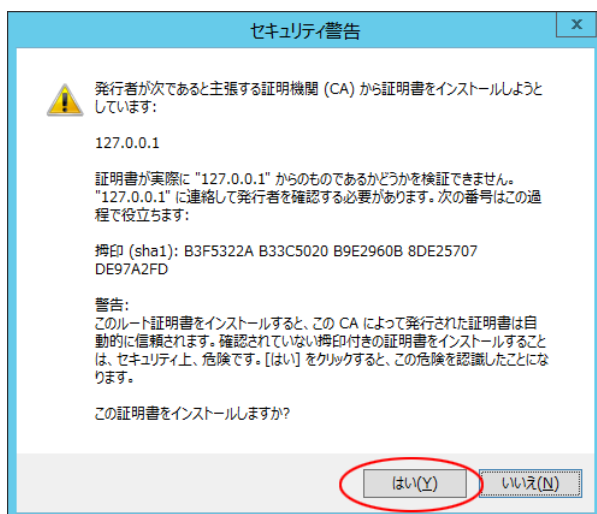 セキュリティ警告
x
発行者が次であると主張する証明機関 (CA) から証明書をインストールしようと
しています:
127.0.0.1
証明書が実際に "127.0.0.1" からのものであるかどうかを検証できません。
"127.0.0.1" に連絡して発行者を確認する必要があります。次の番号はこの過
程で役立ちます:
拇印 (sha1): B3F5322A B33C5020 B9E2960B 8DE25707
DE97A2FD
警告:
このルート証明書をインストールすると、この CA によって発行された証明書は自
動的に信頼されます。確認されていない拇印付きの証明書をインストールすること
は、セキュリティ上、危険です。[はい] をクリックすると、この危険を認識したことにな
ります。
この証明書をインストールしますか?
はい(Y)
いいえ(N)